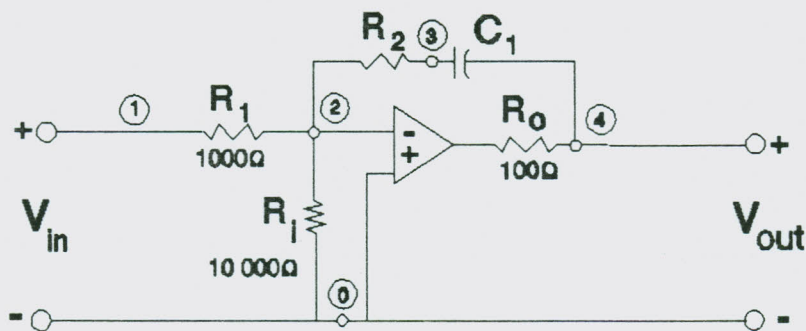 R2 3 C1
1 R1 2 - Ro 4
+ 1000Ω + 100Ω +
Vin Ri Vout
10 000Ω
- 0 -